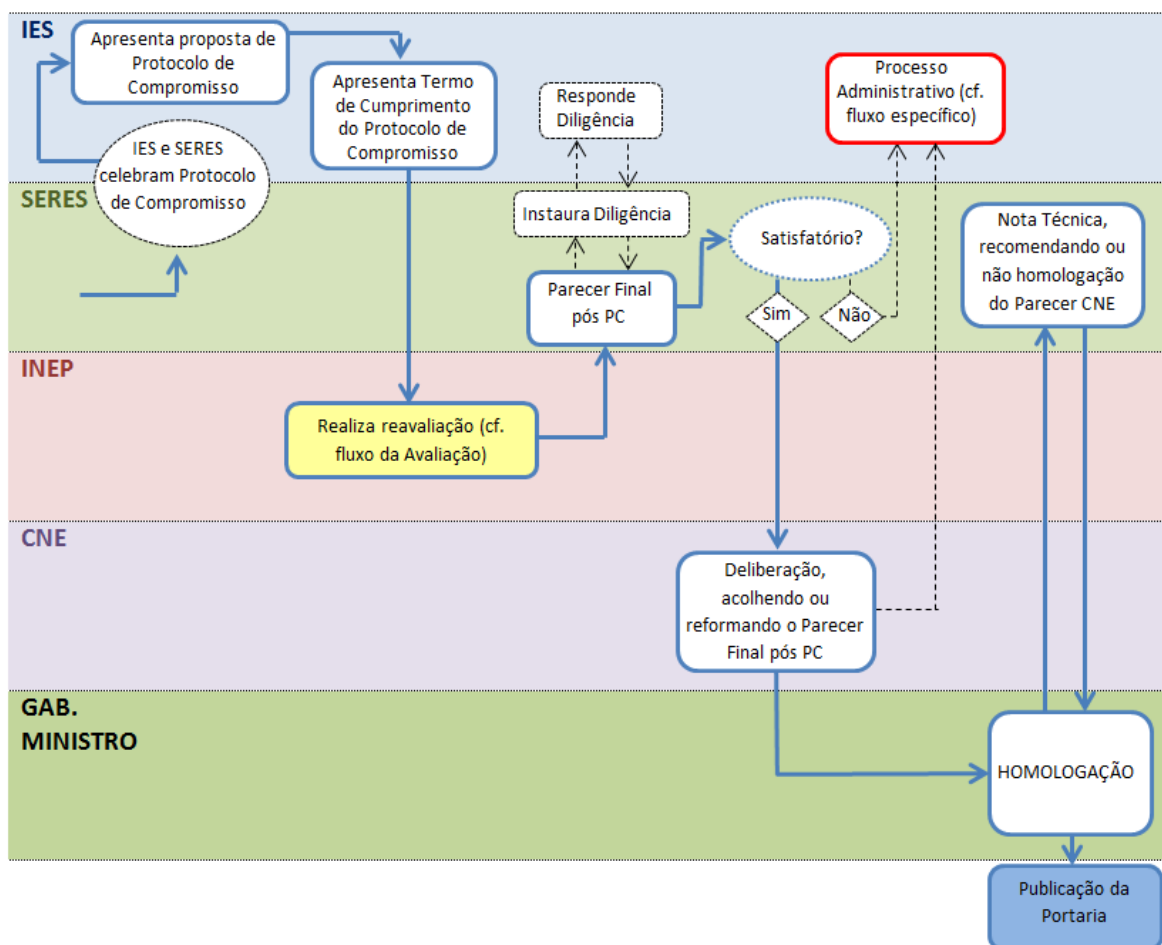 IES
Apresenta proposta de
Protocolo de
Compromisso
Apresenta Termo
de Cumprimento
do Protocolo de
Compromisso
Responde
Diligência
Processo
Administrativo (cf.
fluxo específico)
IES e SERES
celebram Protocolo
de Compromisso
SERES
Instaura Diligência
Parecer Final
pós PC
Satisfatório?
Sim
Não
Nota Técnica,
recomendando ou
não homologação
do Parecer CNE
INEP
Realiza reavaliação (cf.
fluxo da Avaliação)
CNE
Deliberação,
acolhendo ou
reformando o Parecer
Final pós PC
GAB.
MINISTRO
HOMOLOGAÇÃO
Publicação da
Portaria